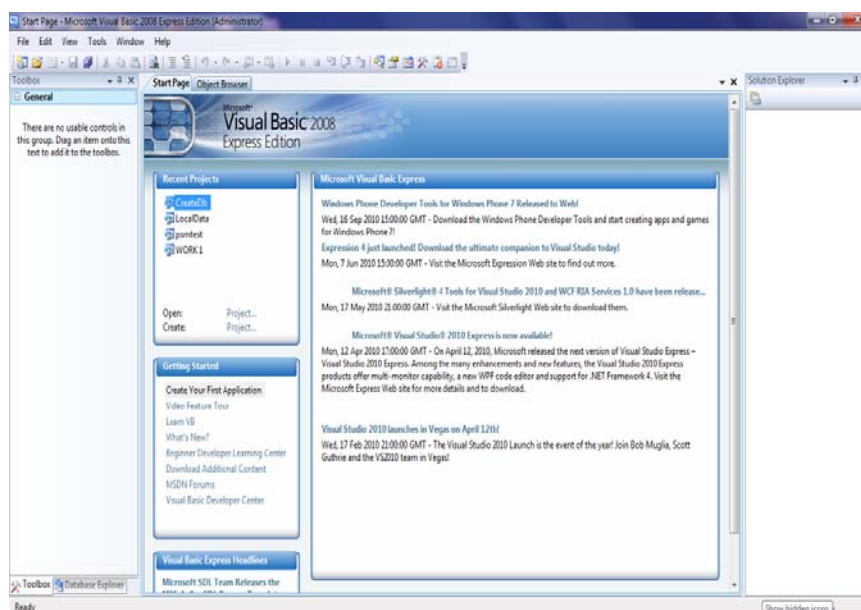 Start Page - Microsoft Visual Basic 2008 Express Edition (Administrator)
File Edit View Tools Window Help
Toolbox
General
There are no usable controls in
this group. Drag an item onto this
text to add it to the toolbox.
Toolbox Database Explorer
Start Page Object Browser
Microsoft®
Visual Basic 2008
Express Edition
Recent Projects
CreateDb
LocalData
psmtest
WORK 1
Open: Project...
Create: Project...
Getting Started
Create Your First Application
Video Feature Tour
Learn VB
What's New?
Beginner Developer Learning Center
Download Additional Content
MSDN Forums
Visual Basic Developer Center
Visual Basic Express Headlines
Microsoft SDL Team Releases the
Microsoft Visual Basic Express
Windows Phone Developer Tools for Windows Phone 7 Released to Web!
Wed, 16 Sep 2010 15:00:00 GMT - Download the Windows Phone Developer Tools and start creating apps and games
for Windows Phone 7!
Expression 4 just launched! Download the ultimate companion to Visual Studio today!
Mon, 7 Jun 2010 15:00:00 GMT - Visit the Microsoft Expression Web site to find out more.
Microsoft® Silverlight® 4 Tools for Visual Studio 2010 and WCF RIA Services 1.0 have been release...
Mon, 17 May 2010 21:00:00 GMT - Visit the Microsoft Silverlight Web site to download them.
Microsoft® Visual Studio® 2010 Express is now available!
Mon, 12 Apr 2010 17:00:00 GMT - On April 12, 2010, Microsoft released the next version of Visual Studio Express –
Visual Studio 2010 Express. Among the many enhancements and new features, the Visual Studio 2010 Express
products offer multi-monitor capability, a new WPF code editor and support for .NET Framework 4. Visit the
Microsoft Express Web site for more details and to download.
Visual Studio 2010 launches in Vegas on April 12th!
Wed, 17 Feb 2010 21:00:00 GMT - The Visual Studio 2010 Launch is the event of the year! Join Bob Muglia, Scott
Guthrie and the VS2010 team in Vegas!
Solution Explorer
Ready
Show hidden icons